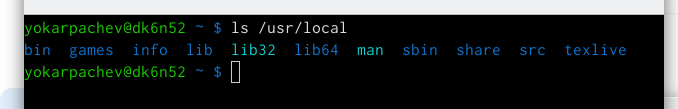 yokarpachev@dk6n52 ~ $ ls /usr/local
bin games info lib lib32 lib64 man sbin share src texlive
yokarpachev@dk6n52 ~ $